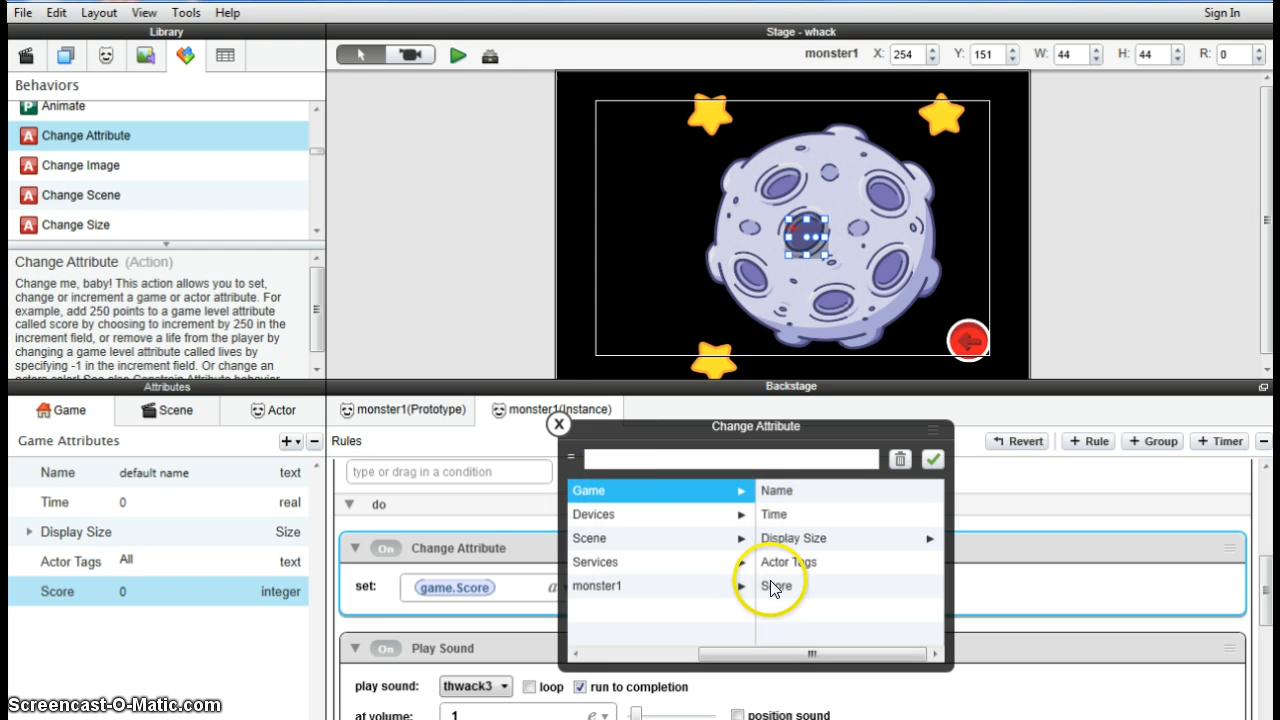 File Edit Layout View Tools Help Sign In
Library
Stage - whack
monster1 X: 254 Y: 151 W: 44 H: 44 R: 0
Behaviors
Animate
Change Attribute
Change Image
Change Scene
Change Size
Change Attribute (Action)
Change me, baby! This action allows you to set,
change or increment a game or actor attribute. For
example, add 250 points to a game level attribute
called score by choosing to increment by 250 in the
increment field, or remove a life from the player by
changing a game level attribute called lives by
specifying -1 in the increment field. Or change an
actors color! See also Constrain Attribute behavior
Attributes
Backstage
Game Scene Actor
monster1(Prototype) monster1(Instance)
Game Attributes
Name default name text
Time 0 real
Display Size Size
Actor Tags All text
Score 0 integer
Rules
Revert + Rule + Group + Timer
type or drag in a condition
do
On Change Attribute
set: game.Score
On Play Sound
play sound: thwack3 loop run to completion
at volume: 1 e position sound
X
Change Attribute
=
Game Name
Devices Time
Scene Display Size
Services Actor Tags
monster1 Score
Screencast-O-Matic.com